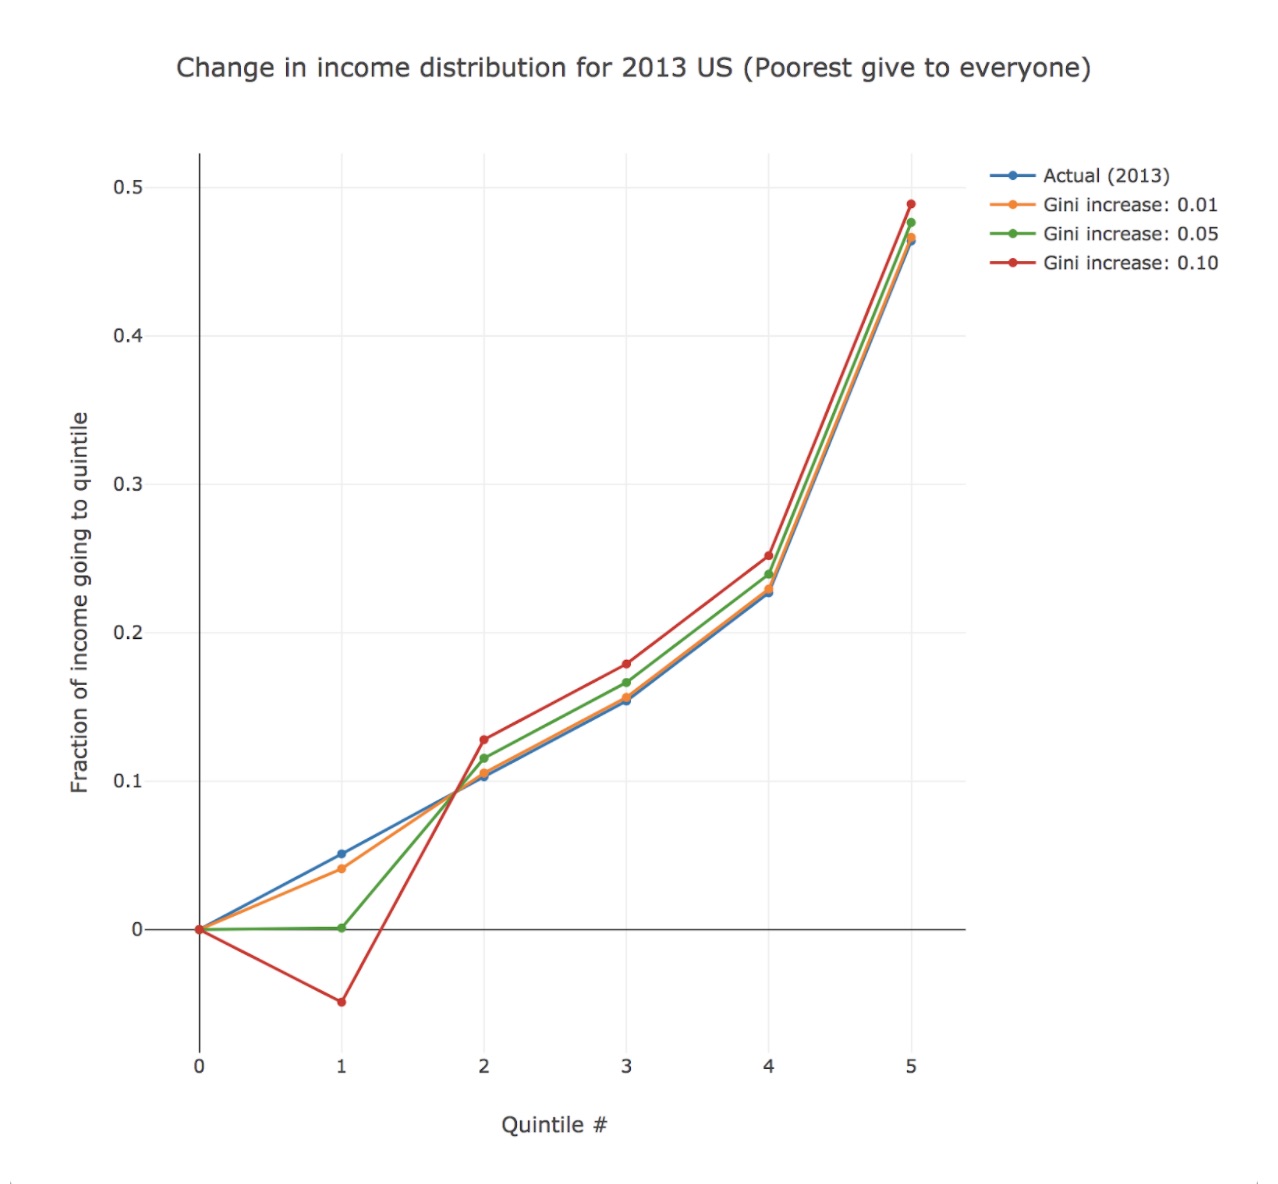 Change in income distribution for 2013 US (Poorest give to everyone)
Actual (2013)
Gini increase: 0.01
Gini increase: 0.05
Gini increase: 0.10
Fraction of income going to quintile
0.5
0.4
0.3
0.2
0.1
0
0 1 2 3 4 5
Quintile #